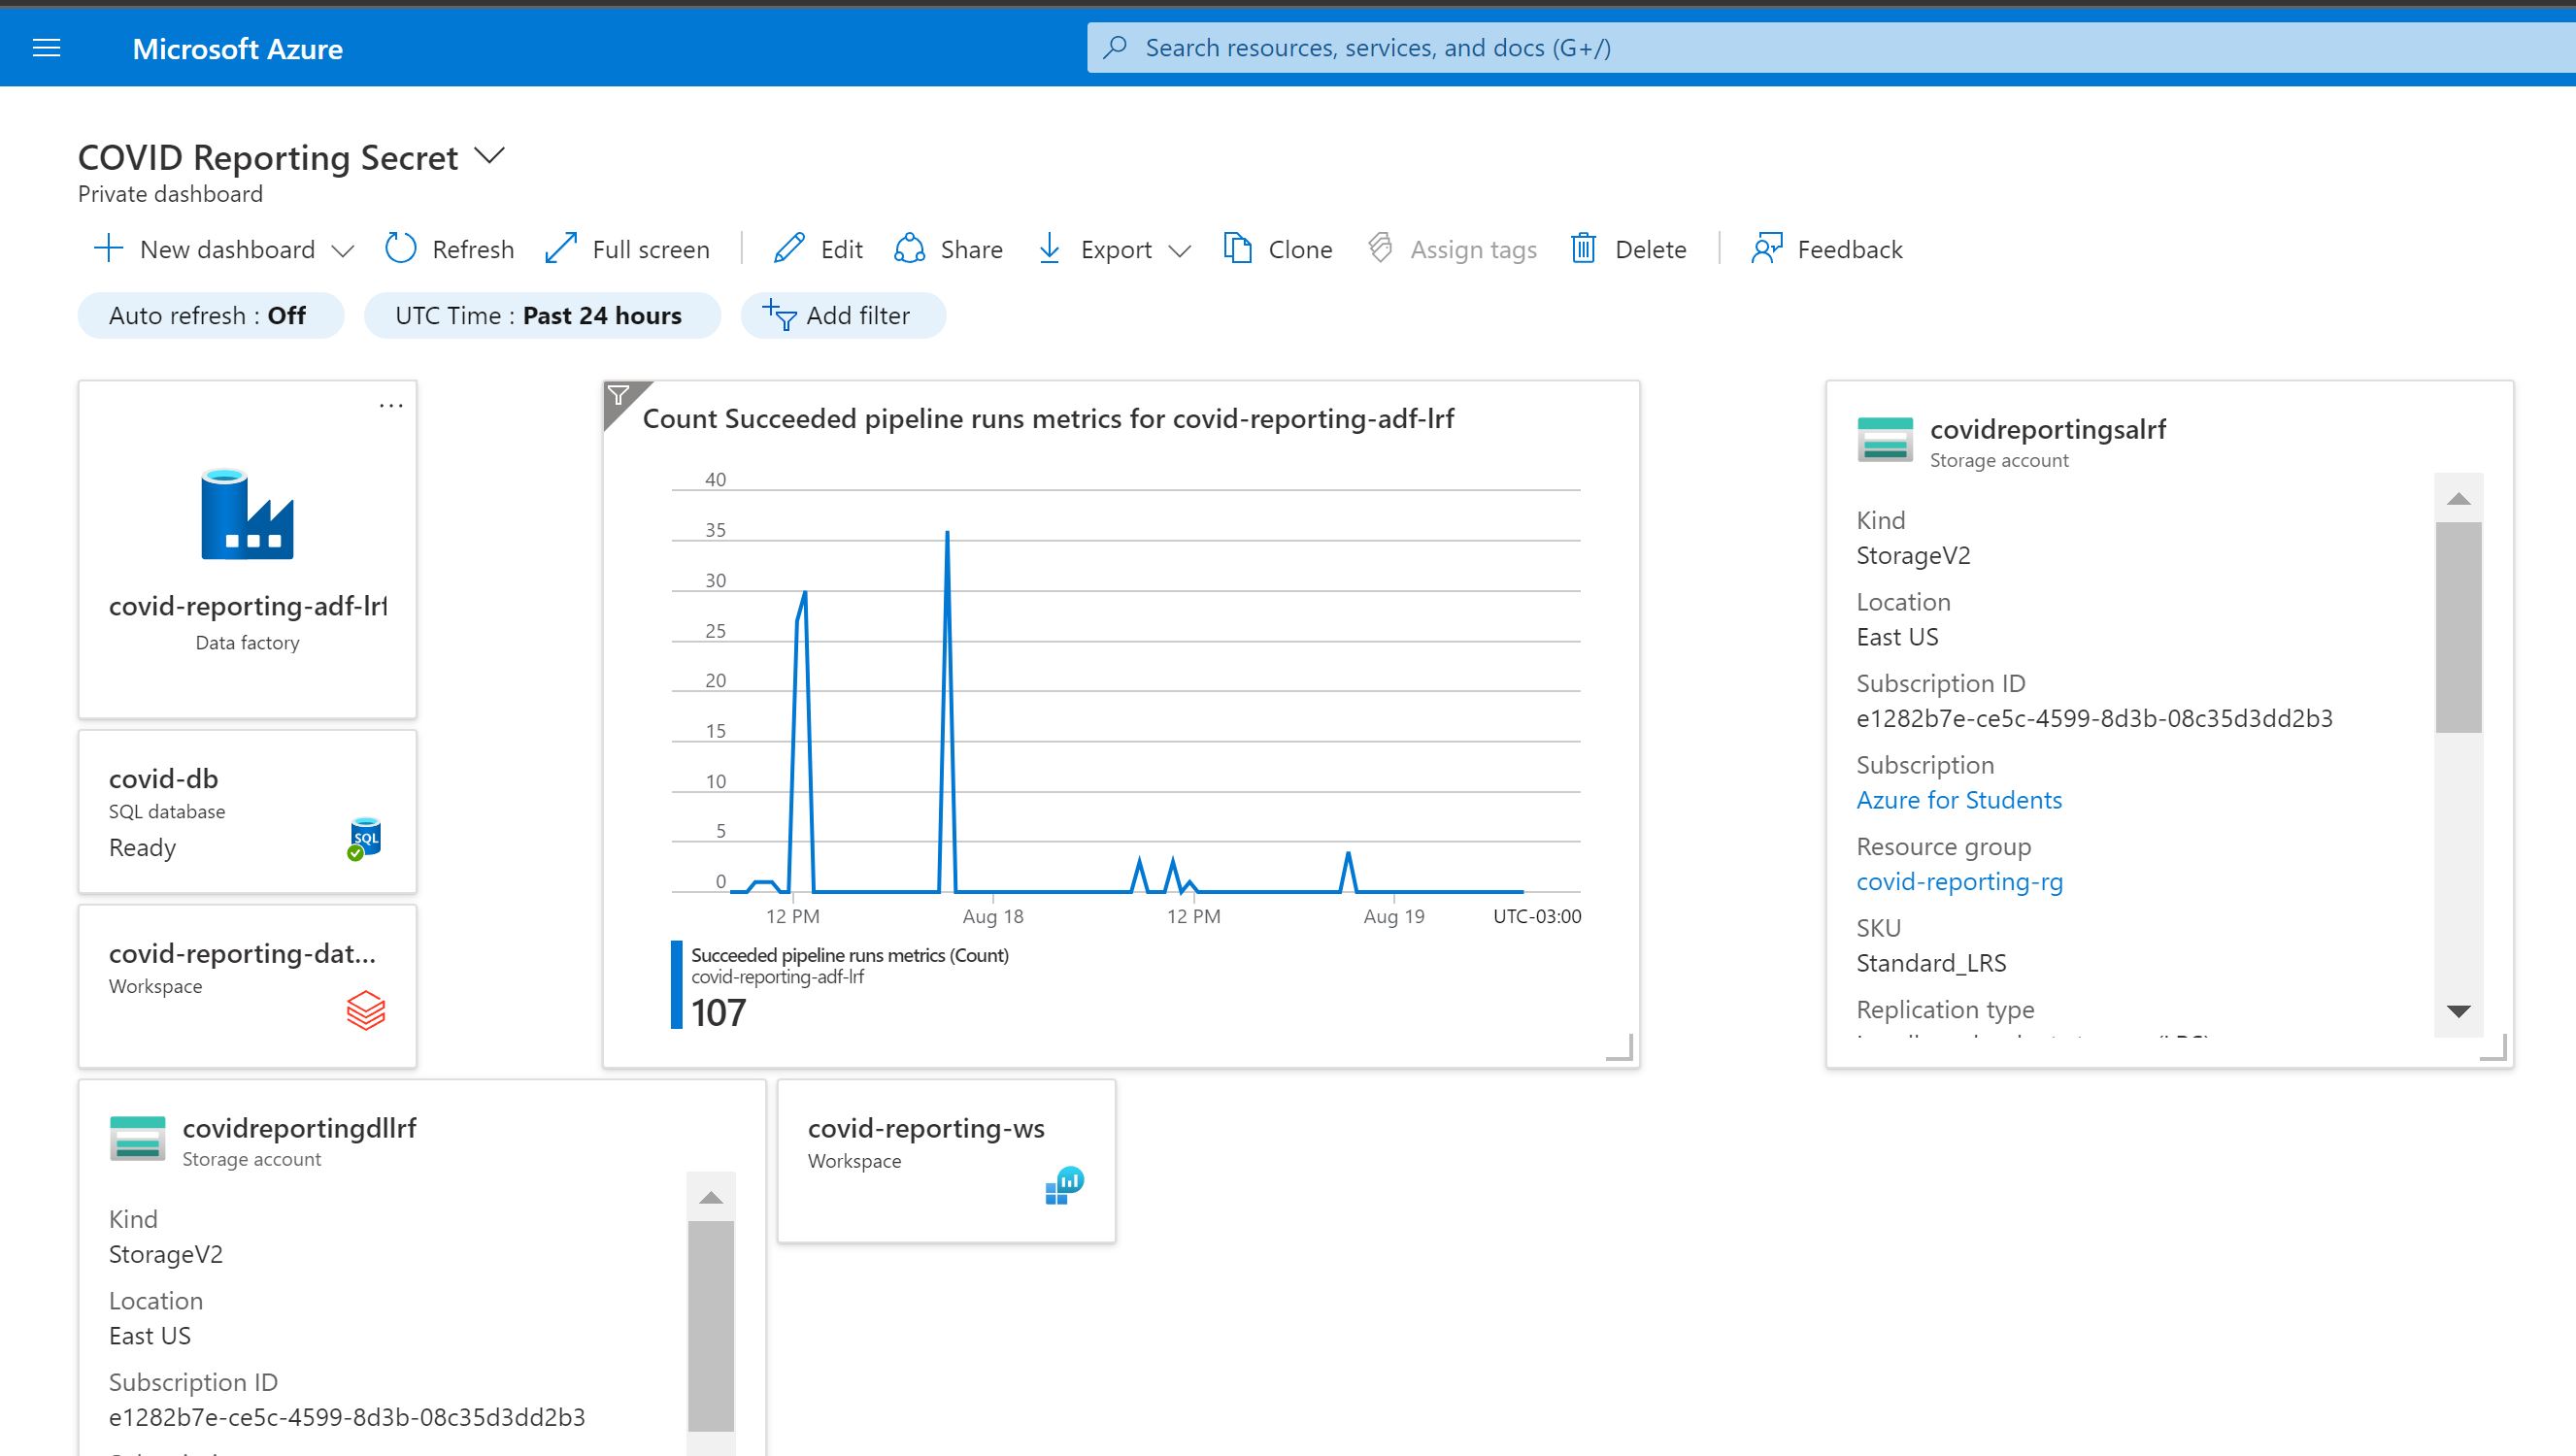 Microsoft Azure
Search resources, services, and docs (G+/)
COVID Reporting Secret
Private dashboard
New dashboard
Refresh
Full screen
Edit
Share
Export
Clone
Assign tags
Delete
Feedback
Auto refresh : Off
UTC Time : Past 24 hours
Add filter
...
covid-reporting-adf-lrf
Data factory
covid-db
SQL database
Ready
SQL
covid-reporting-dat...
Workspace
Count Succeeded pipeline runs metrics for covid-reporting-adf-lrf
40
35
30
25
20
15
10
5
0
12 PM
Aug 18
12 PM
Aug 19
UTC-03:00
Succeeded pipeline runs metrics (Count)
covid-reporting-adf-lrf
107
covidreportingsalrf
Storage account
Kind
StorageV2
Location
East US
Subscription ID
e1282b7e-ce5c-4599-8d3b-08c35d3dd2b3
Subscription
Azure for Students
Resource group
covid-reporting-rg
SKU
Standard_LRS
Replication type
covidreportingdllrf
Storage account
Kind
StorageV2
Location
East US
Subscription ID
e1282b7e-ce5c-4599-8d3b-08c35d3dd2b3
covid-reporting-ws
Workspace